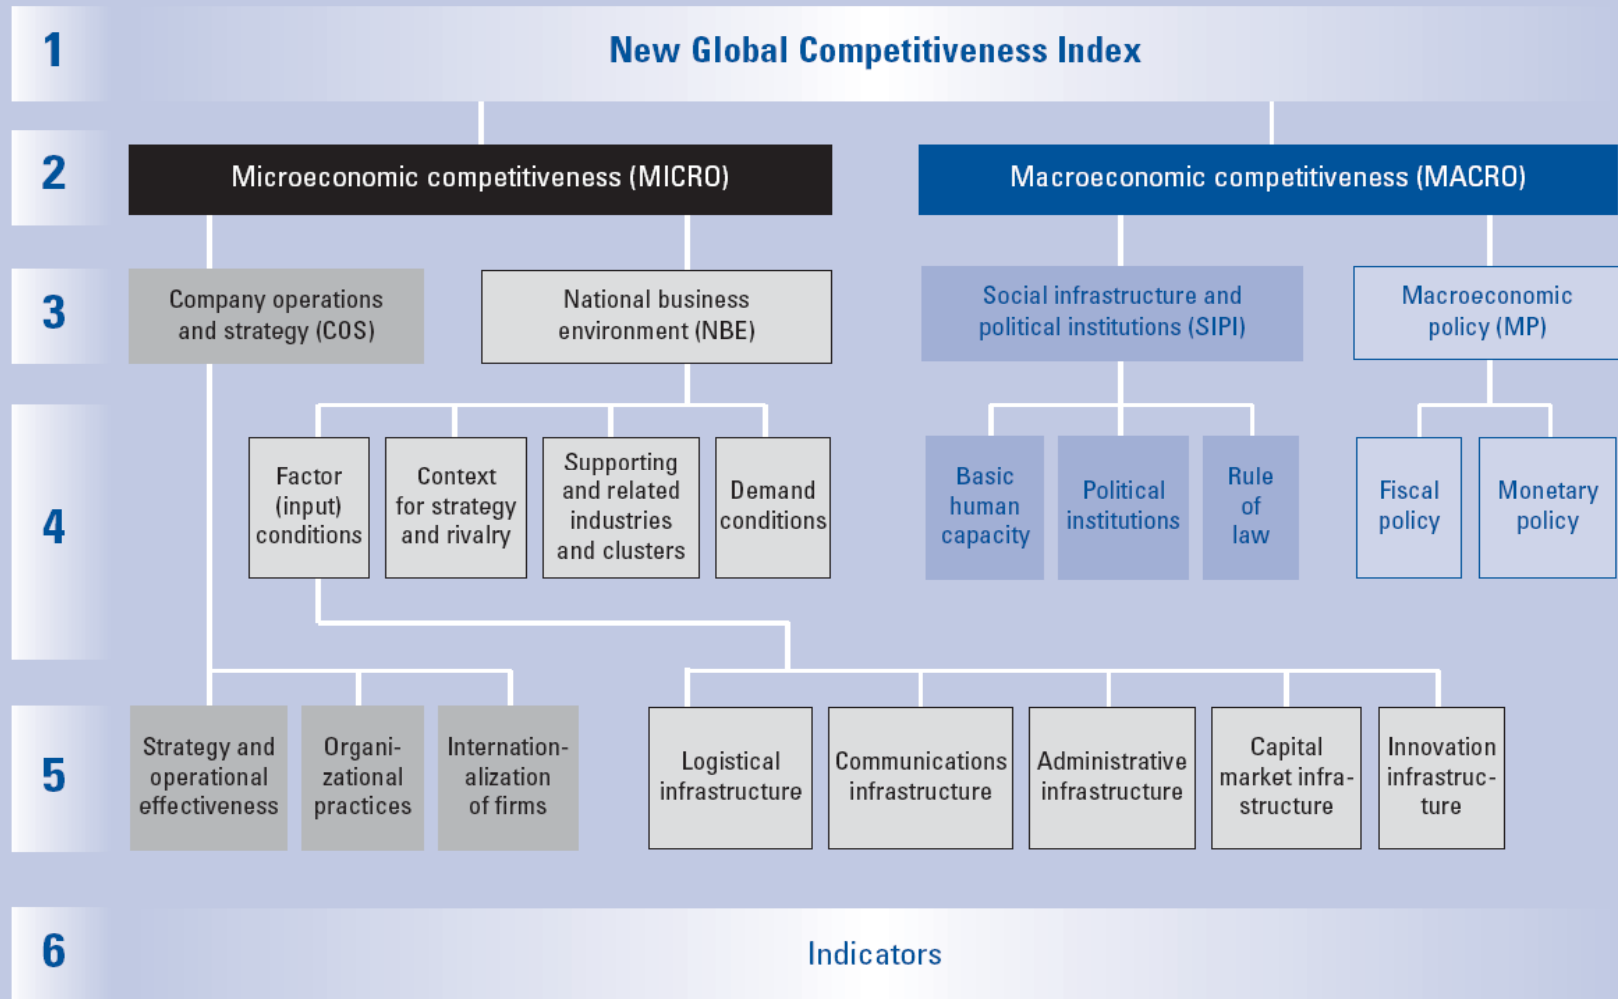 1
New Global Competitiveness Index
2
Microeconomic competitiveness (MICRO)
Macroeconomic competitiveness (MACRO)
3
Company operations
and strategy (COS)
National business
environment (NBE)
Social infrastructure and
political institutions (SIPI)
Macroeconomic
policy (MP)
4
Factor
(input)
conditions
Context
for strategy
and rivalry
Supporting
and related
industries
and clusters
Demand
conditions
Basic
human
capacity
Political
institutions
Rule
of
law
Fiscal
policy
Monetary
policy
5
Strategy and
operational
effectiveness
Organi-
zational
practices
Internation-
alization
of firms
Logistical
infrastructure
Communications
infrastructure
Administrative
infrastructure
Capital
market infra-
structure
Innovation
infrastruc-
ture
6
Indicators